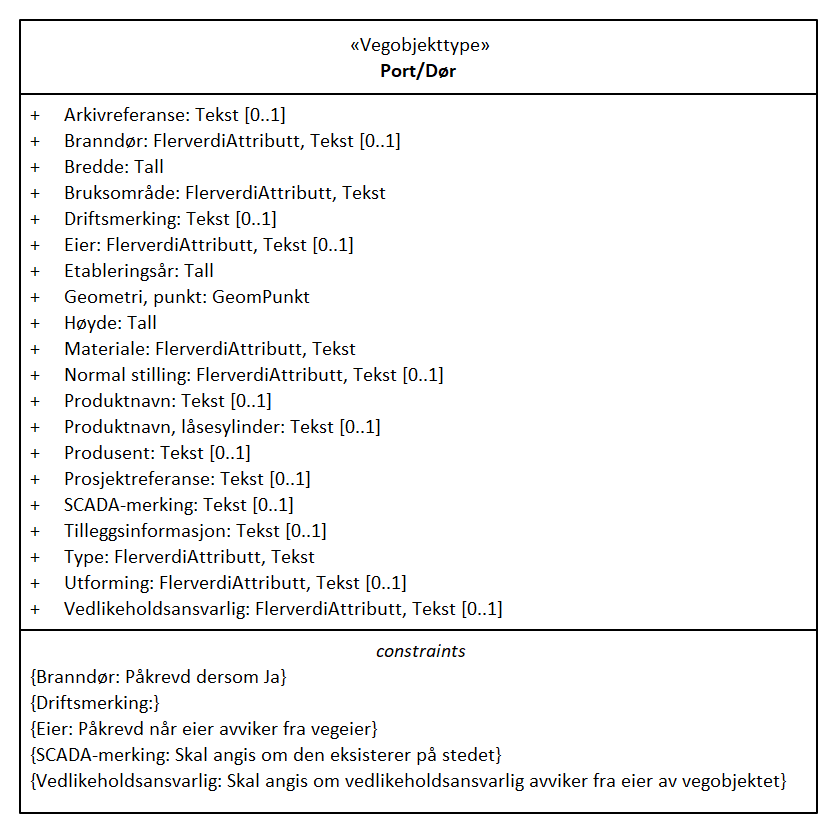 «Vegobjekttype»
Port/Dør
+ Arkivreferanse: Tekst [0..1]
+ Branndør: FlerverdiAttributt, Tekst [0..1]
+ Bredde: Tall
+ Bruksområde: FlerverdiAttributt, Tekst
+ Driftsmerking: Tekst [0..1]
+ Eier: FlerverdiAttributt, Tekst [0..1]
+ Etableringsår: Tall
+ Geometri, punkt: GeomPunkt
+ Høyde: Tall
+ Materiale: FlerverdiAttributt, Tekst
+ Normal stilling: FlerverdiAttributt, Tekst [0..1]
+ Produktnavn: Tekst [0..1]
+ Produktnavn, låsesylinder: Tekst [0..1]
+ Produsent: Tekst [0..1]
+ Prosjektreferanse: Tekst [0..1]
+ SCADA-merking: Tekst [0..1]
+ Tilleggsinformasjon: Tekst [0..1]
+ Type: FlerverdiAttributt, Tekst
+ Utforming: FlerverdiAttributt, Tekst [0..1]
+ Vedlikeholdsansvarlig: FlerverdiAttributt, Tekst [0..1]
constraints
{Branndør: Påkrevd dersom Ja}
{Driftsmerking:}
{Eier: Påkrevd når eier avviker fra vegeier}
{SCADA-merking: Skal angis om den eksisterer på stedet}
{Vedlikeholdsansvarlig: Skal angis om vedlikeholdsansvarlig avviker fra eier av vegobjektet}